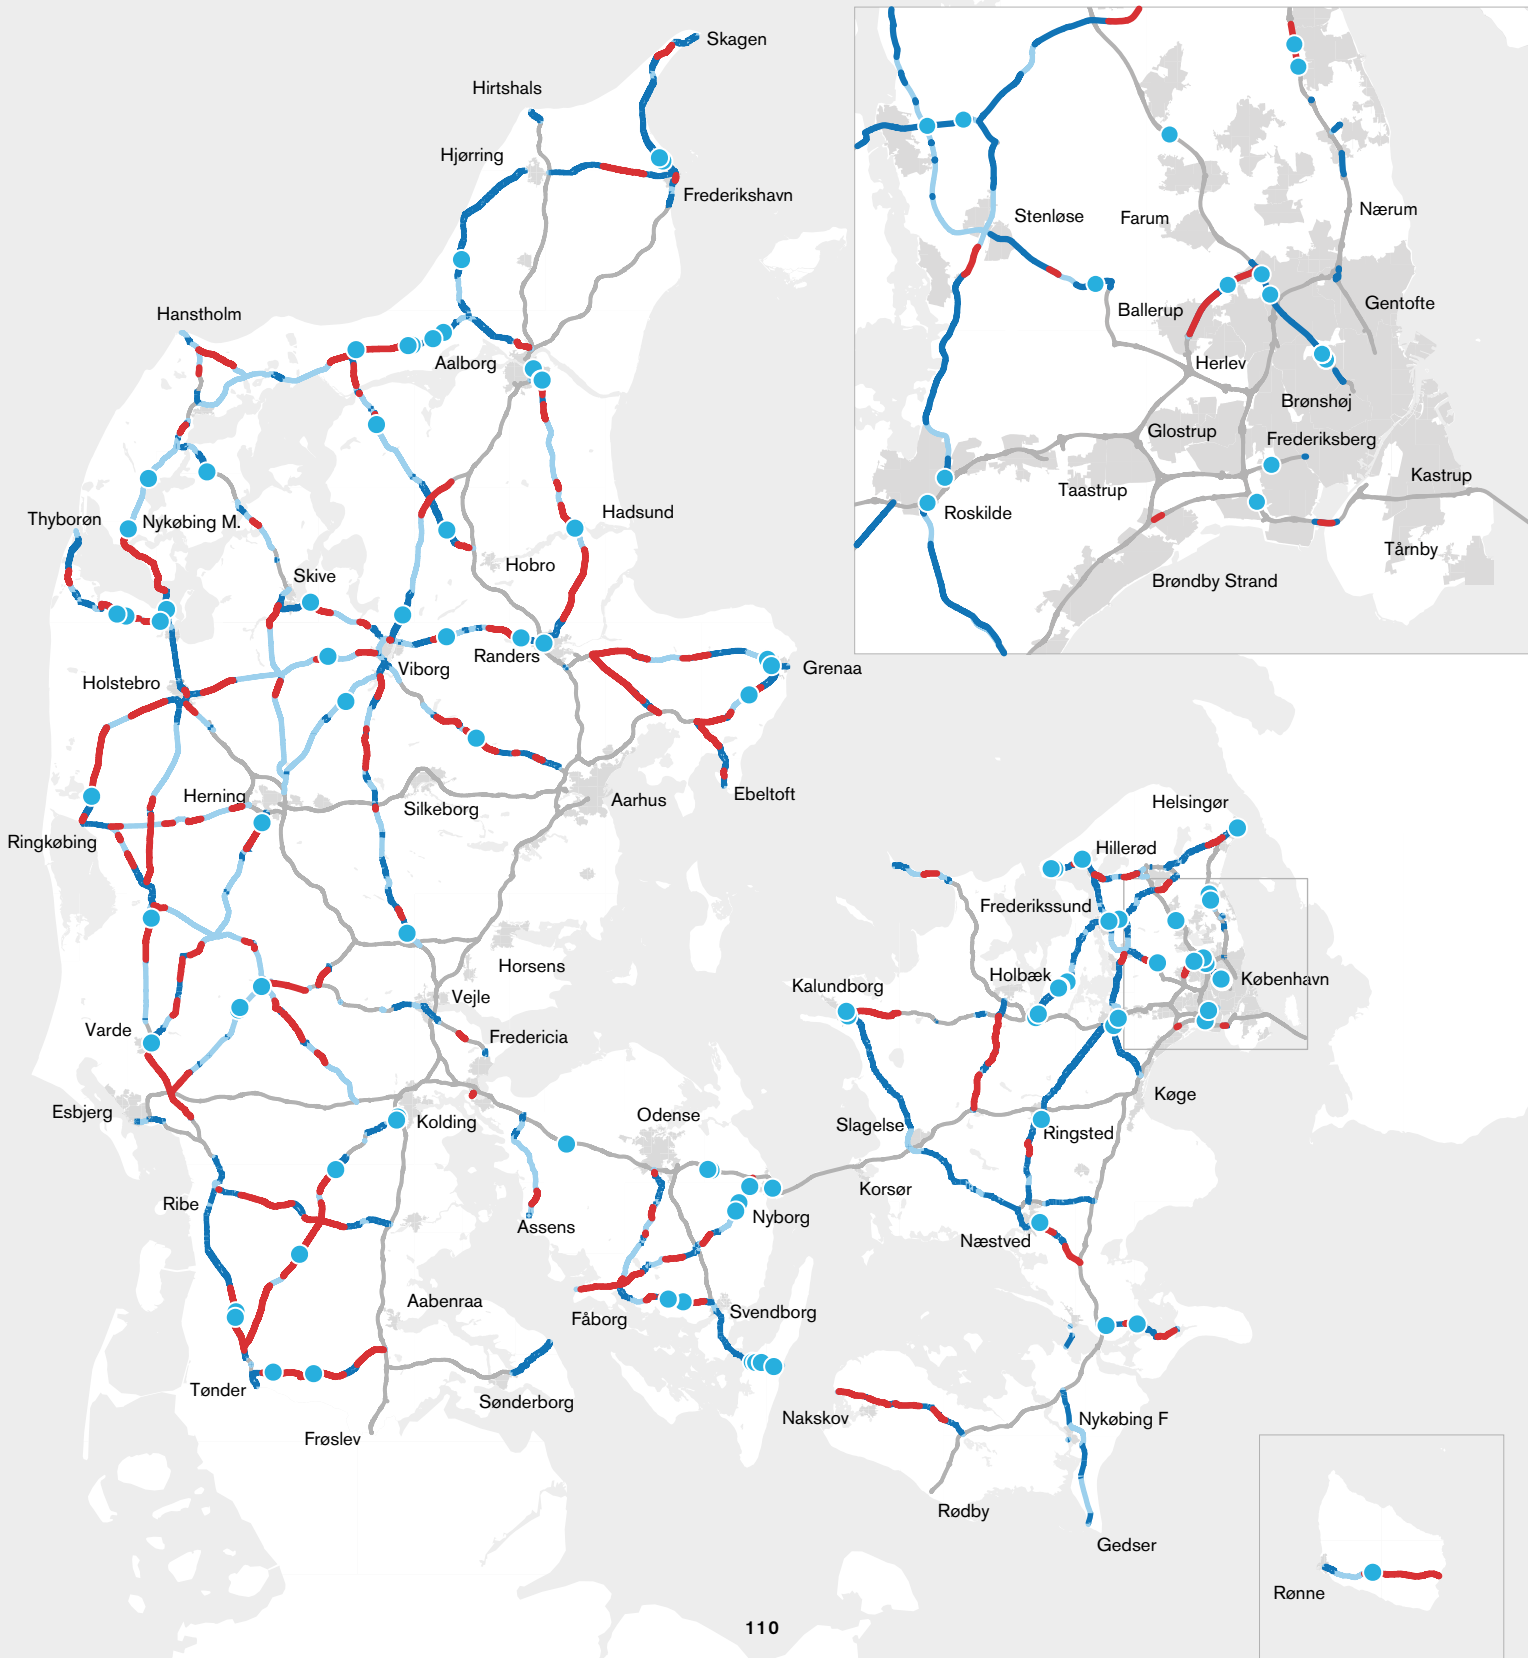 Skagen
Hirtshals
Hjørring
Frederikshavn
Stenløse
Farum
Nærum
Hanstholm
Ballerup
Gentofte
Aalborg
Herlev
Brønshøj
Glostrup
Frederiksberg
Kastrup
Taastrup
Thyborøn
Nykøbing M.
Hadsund
Roskilde
Tårnby
Hobro
Skive
Brøndby Strand
Randers
Viborg
Grenaa
Holstebro
Herning
Silkeborg
Aarhus
Ebeltoft
Helsingør
Ringkøbing
Hillerød
Frederikssund
Horsens
Holbæk
København
Kalundborg
Vejle
Varde
Fredericia
Køge
Esbjerg
Kolding
Odense
Slagelse
Ringsted
Korsør
Ribe
Assens
Nyborg
Næstved
Aabenraa
Fåborg
Svendborg
Tønder
Sønderborg
Nakskov
Nykøbing F
Frøslev
Rødby
Gedser
Rønne
110